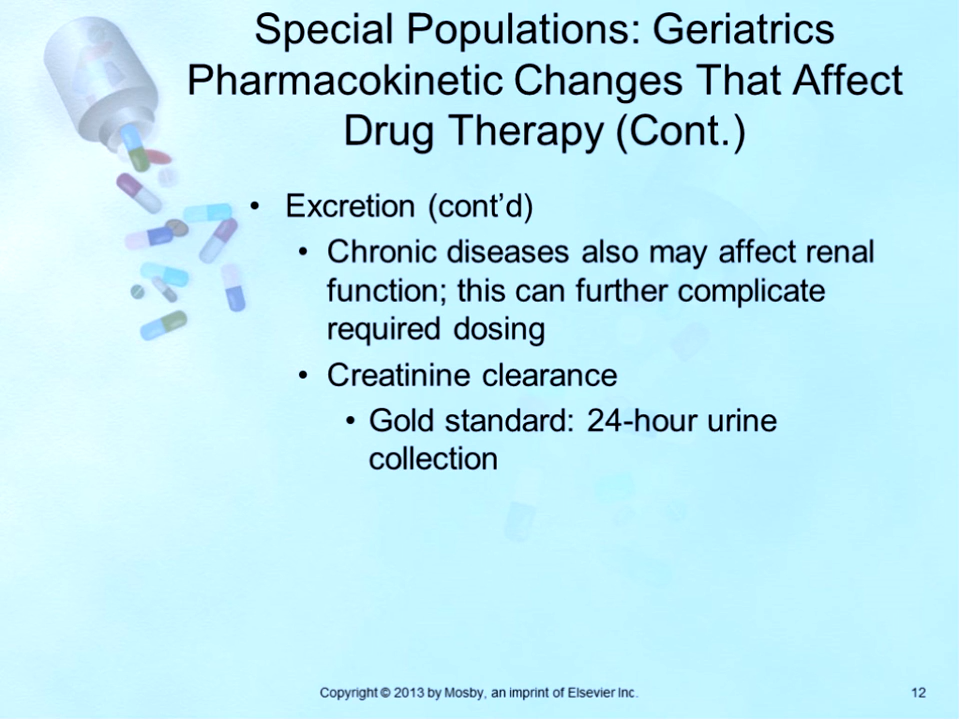 Special Populations: Geriatrics
Pharmacokinetic Changes That Affect
Drug Therapy (Cont.)
• Excretion (cont’d)
• Chronic diseases also may affect renal
function; this can further complicate
required dosing
• Creatinine clearance
• Gold standard: 24-hour urine
collection
Copyright © 2013 by Mosby, an imprint of Elsevier Inc.
12